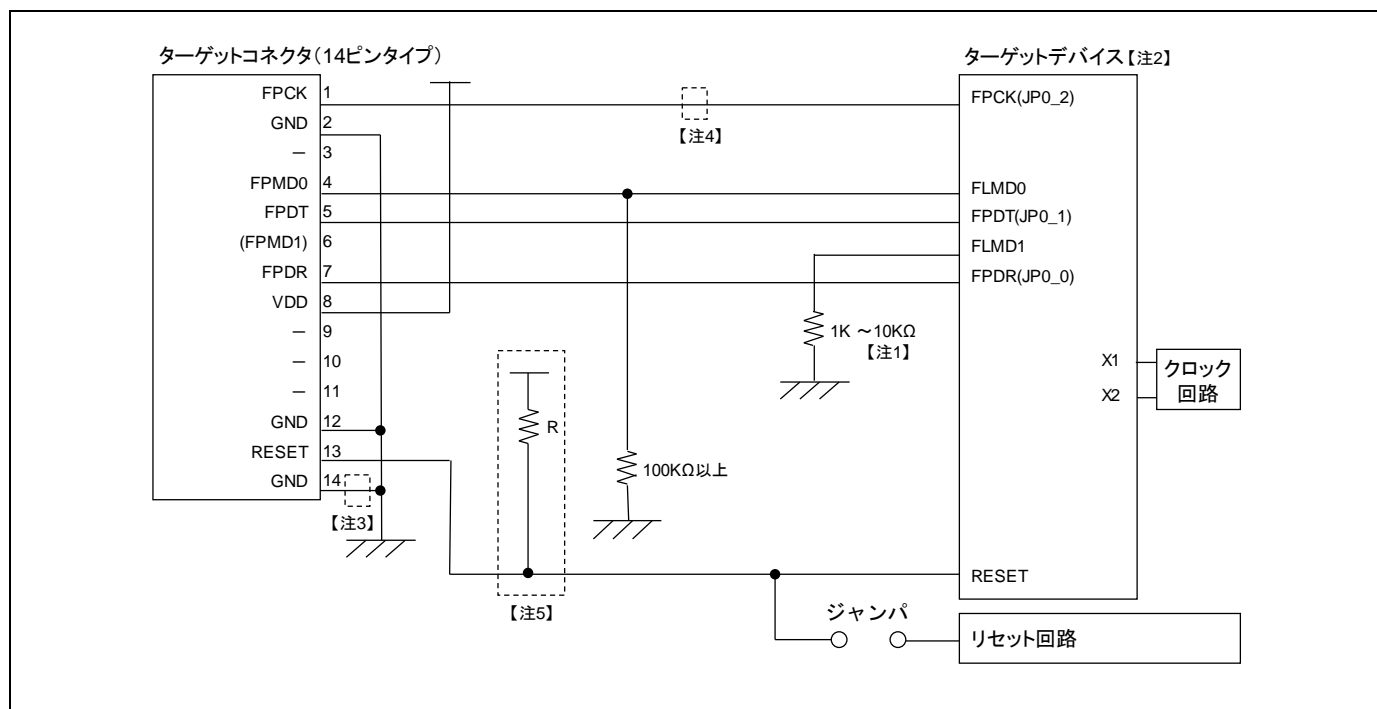 ターゲットコネクタ(14ピンタイプ)
FPCK 1
GND 2
— 3
FPMD0 4
FPDT 5
(FPMD1) 6
FPDR 7
VDD 8
— 9
— 10
— 11
GND 12
RESET 13
GND 14
【注3】
【注4】
R
【注5】
100KΩ以上
1K ～10KΩ
【注1】
ターゲットデバイス【注2】
FPCK(JP0_2)
FLMD0
FPDT(JP0_1)
FLMD1
FPDR(JP0_0)
X1
X2
クロック
回路
RESET
ジャンパ
リセット回路